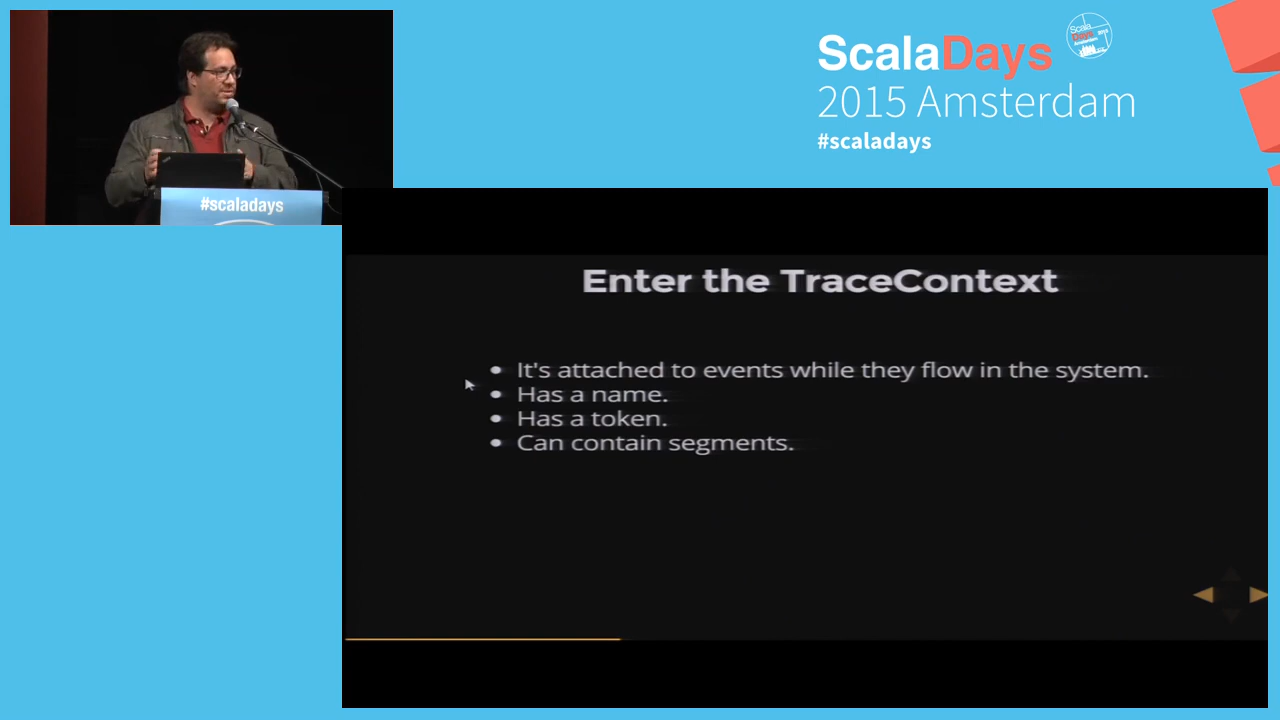 ScalaDays
2015 Amsterdam
#scaladays
#scaladays
Enter the TraceContext
It's attached to events while they flow in the system.
Has a name.
Has a token.
Can contain segments.